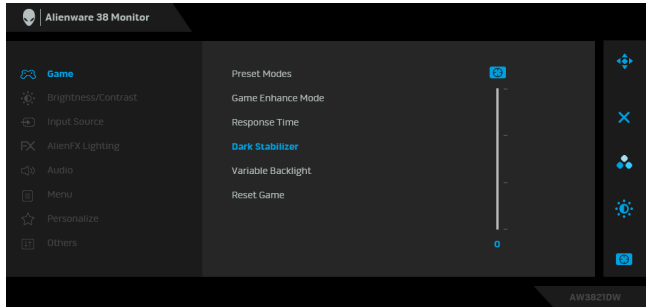 Alienware 38 Monitor
Game
Brightness/Contrast
Input Source
FX AlienFX Lighting
Audio
Menu
Personalize
Others
Preset Modes
Game Enhance Mode
Response Time
Dark Stabilizer
Variable Backlight
Reset Game
0
AW3821DW